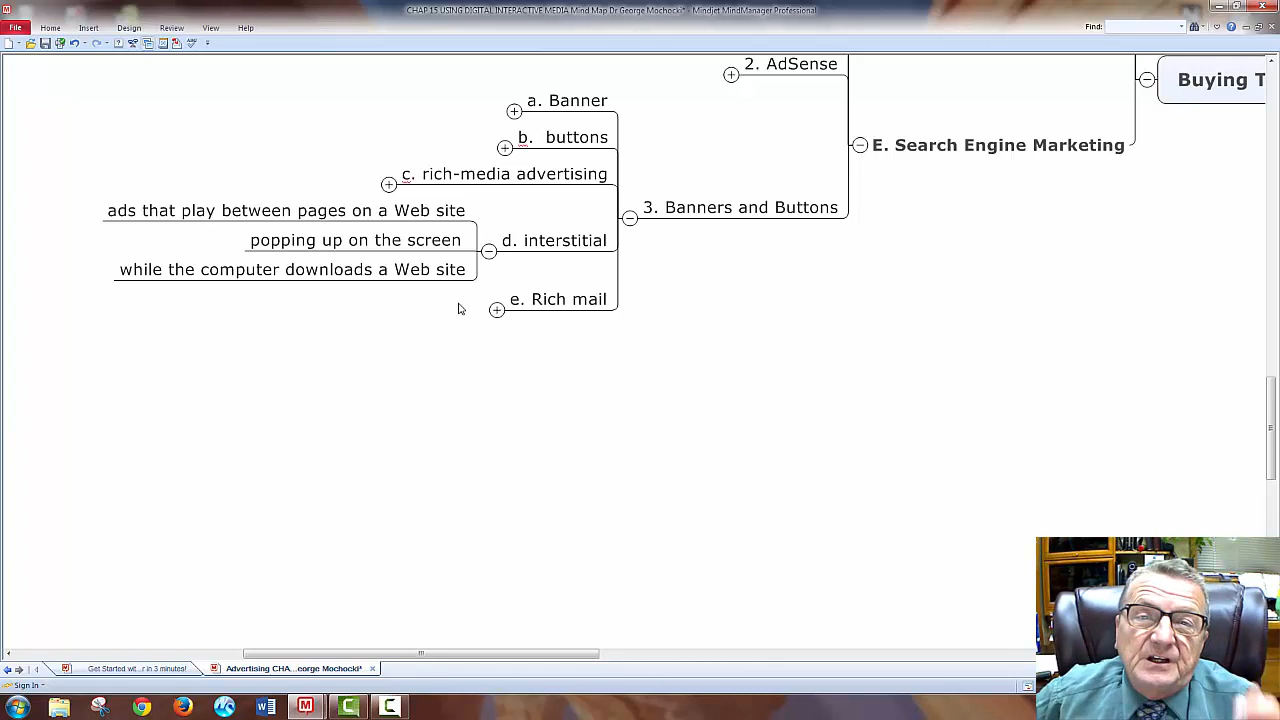 CHAP 15 USING DIGITAL INTERACTIVE MEDIA Mind Map Dr George Mochocki* - Mindjet MindManager Professional
File Home Insert Design Review View Help
Find:
2. AdSense
Buying T
a. Banner
b. buttons
E. Search Engine Marketing
c. rich-media advertising
ads that play between pages on a Web site
3. Banners and Buttons
popping up on the screen
d. interstitial
while the computer downloads a Web site
e. Rich mail
Get Started wit...r in 3 minutes!
Advertising CHA...eorge Mochocki*
Sign In